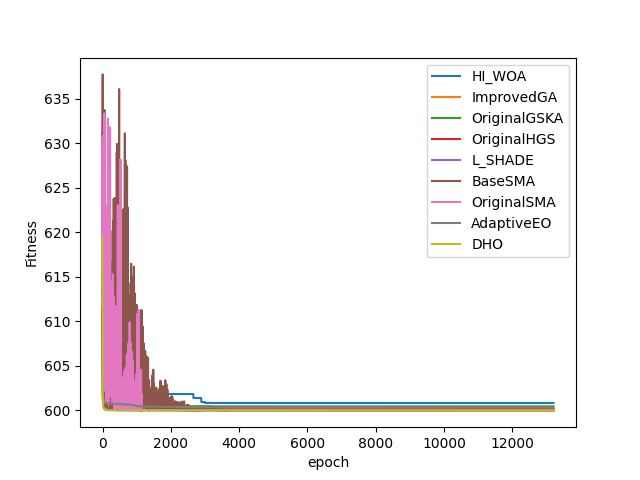 HI_WOA
ImprovedGA
OriginalGSKA
OriginalHGS
L_SHADE
BaseSMA
OriginalSMA
AdaptiveEO
DHO
Fitness
635
630
625
620
615
610
605
600
0 2000 4000 6000 8000 10000 12000
epoch